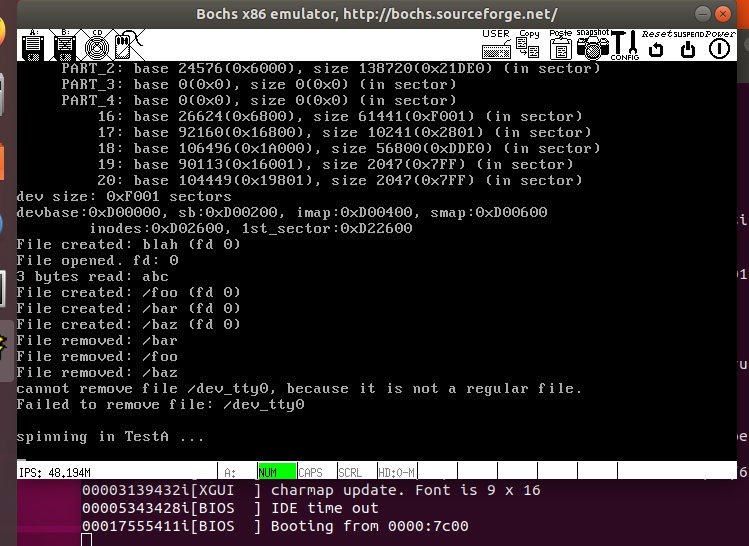 Bochs x86 emulator, http://bochs.sourceforge.net/
A: B: CD USER Copy Paste snapshot CONFIG Reset SUSPEND Power
PART_2: base 24576(0x6000), size 138720(0x21DE0) (in sector)
PART_3: base 0(0x0), size 0(0x0) (in sector)
PART_4: base 0(0x0), size 0(0x0) (in sector)
16: base 26624(0x6800), size 61441(0xF001) (in sector)
17: base 92160(0x16800), size 10241(0x2801) (in sector)
18: base 106496(0x1A000), size 56800(0xDDE0) (in sector)
19: base 90113(0x16001), size 2047(0x7FF) (in sector)
20: base 104449(0x19801), size 2047(0x7FF) (in sector)
dev size: 0xF001 sectors
devbase:0xD00000, sb:0xD00200, imap:0xD00400, smap:0xD00600
inodes:0xD02600, 1st_sector:0xD22600
File created: blah (fd 0)
File opened. fd: 0
3 bytes read: abc
File created: /foo (fd 0)
File created: /bar (fd 0)
File created: /baz (fd 0)
File removed: /bar
File removed: /foo
File removed: /baz
cannot remove file /dev_tty0, because it is not a regular file.
Failed to remove file: /dev_tty0
spinning in TestA ...
IPS: 48.194M A: NUM CAPS SCRL HD:0-M
00003139432i[XGUI ] charmap update. Font is 9 x 16
00005343428i[BIOS ] IDE time out
00017555411i[BIOS ] Booting from 0000:7c00